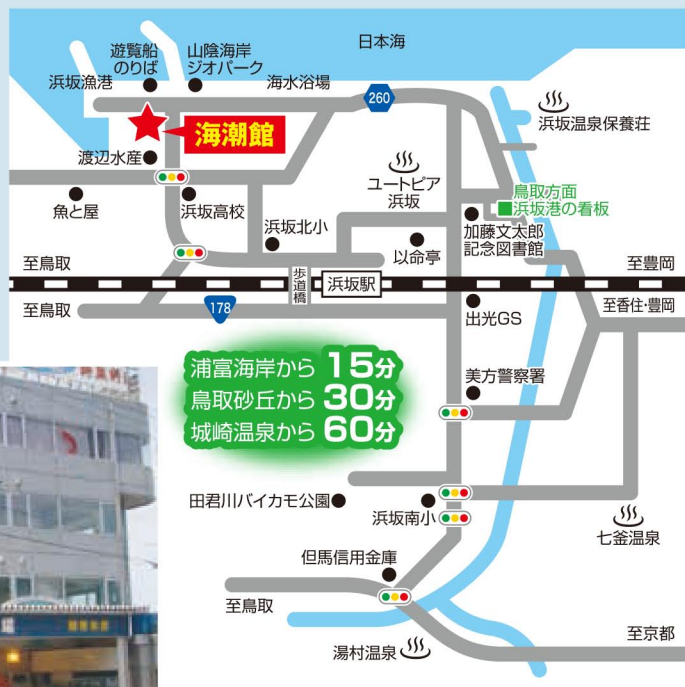 日本海
遊覧船
のりば
山陰海岸
ジオパーク
浜坂漁港
海水浴場
260
浜坂温泉保養荘
海潮館
渡辺水産
魚と屋
浜坂高校
ユートピア
浜坂
鳥取方面
浜坂港の看板
浜坂北小
以命亭
加藤文太郎
記念図書館
至鳥取
歩道橋
浜坂駅
至豊岡
至鳥取
178
出光GS
至香住・豊岡
浦富海岸から 15分
鳥取砂丘から 30分
城崎温泉から 60分
美方警察署
田君川バイカモ公園
浜坂南小
七釜温泉
但馬信用金庫
至鳥取
湯村温泉
至京都